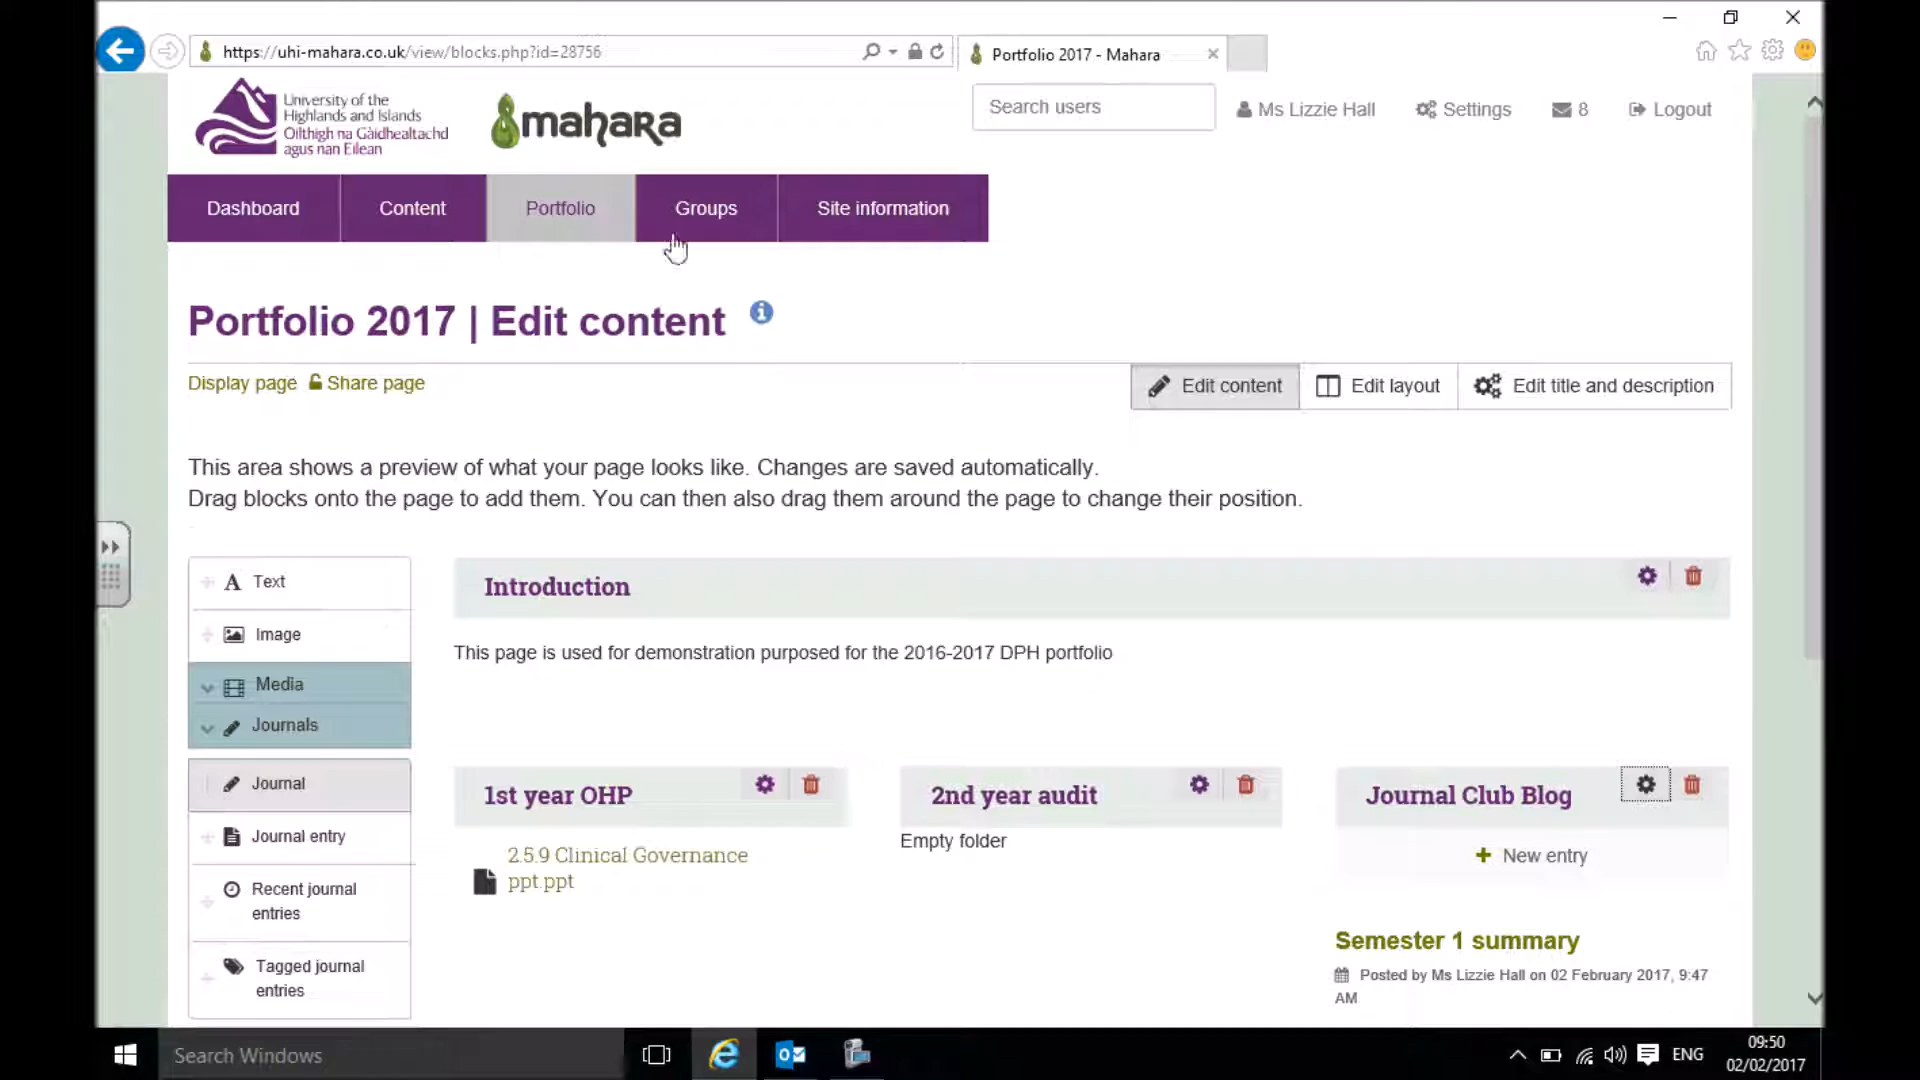 https://uhi-mahara.co.uk/view/blocks.php?id=28756
Portfolio 2017 - Mahara
University of the
Highlands and Islands
Oilthigh na Gàidhealtachd
agus nan Eilean
mahara
Search users
Ms Lizzie Hall
Settings
8
Logout
Dashboard
Content
Portfolio
Groups
Site information
Portfolio 2017 | Edit content
Display page
Share page
Edit content
Edit layout
Edit title and description
This area shows a preview of what your page looks like. Changes are saved automatically.
Drag blocks onto the page to add them. You can then also drag them around the page to change their position.
Text
Image
Media
Journals
Journal
Journal entry
Recent journal
entries
Tagged journal
entries
Introduction
This page is used for demonstration purposed for the 2016-2017 DPH portfolio
1st year OHP
2.5.9 Clinical Governance
ppt.ppt
2nd year audit
Empty folder
Journal Club Blog
New entry
Semester 1 summary
Posted by Ms Lizzie Hall on 02 February 2017, 9:47
AM
Search Windows
ENG
09:50
02/02/2017